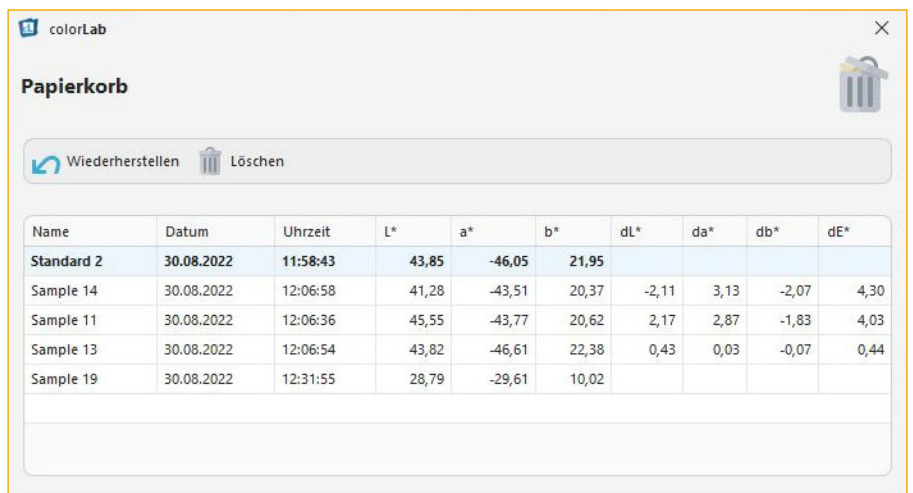 colorLab
Papierkorb
Wiederherstellen Löschen
Name Datum Uhrzeit L* a* b* dL* da* db* dE*
Standard 2 30.08.2022 11:58:43 43,85 -46,05 21,95
Sample 14 30.08.2022 12:06:58 41,28 -43,51 20,37 -2,11 3,13 -2,07 4,30
Sample 11 30.08.2022 12:06:36 45,55 -43,77 20,62 2,17 2,87 -1,83 4,03
Sample 13 30.08.2022 12:06:54 43,82 -46,61 22,38 0,43 0,03 -0,07 0,44
Sample 19 30.08.2022 12:31:55 28,79 -29,61 10,02